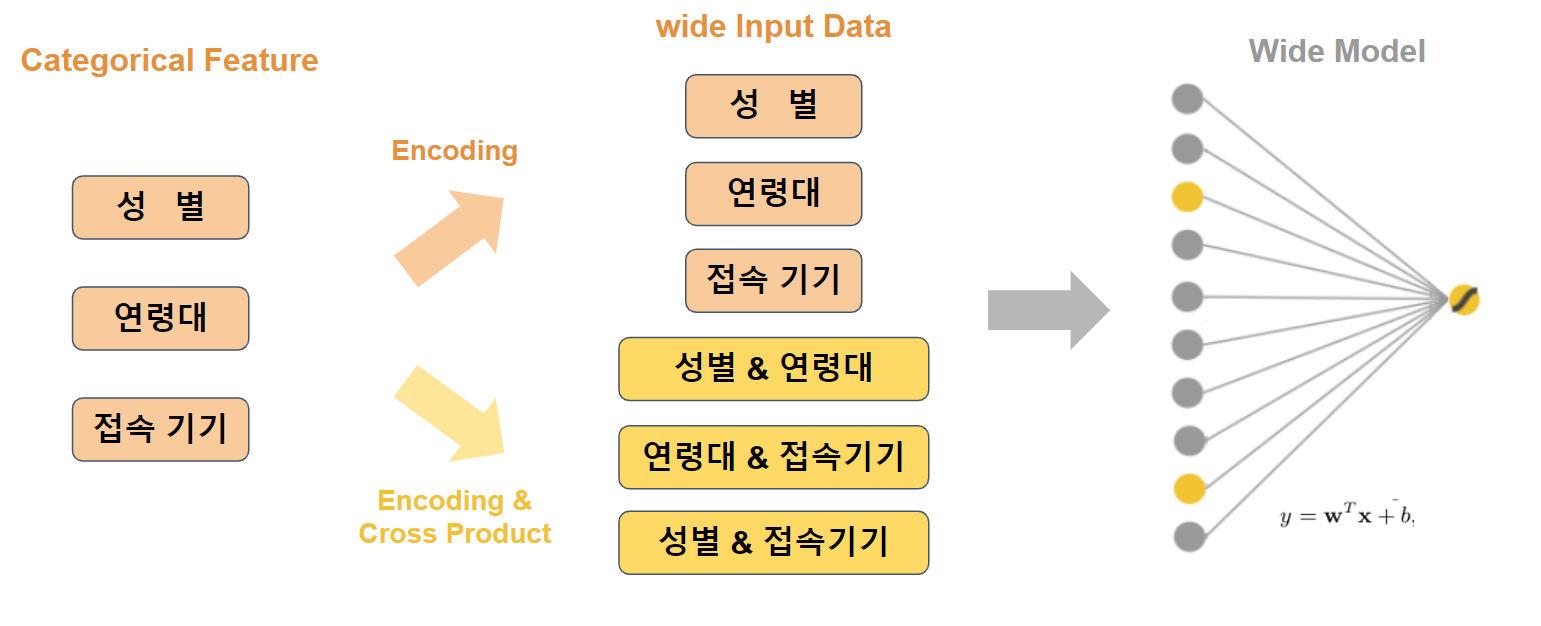 Categorical Feature
성 별
연령대
접속 기기
Encoding
Encoding &
Cross Product
wide Input Data
성 별
연령대
접속 기기
성별 & 연령대
연령대 & 접속기기
성별 & 접속기기
Wide Model
y = w^T x + b,